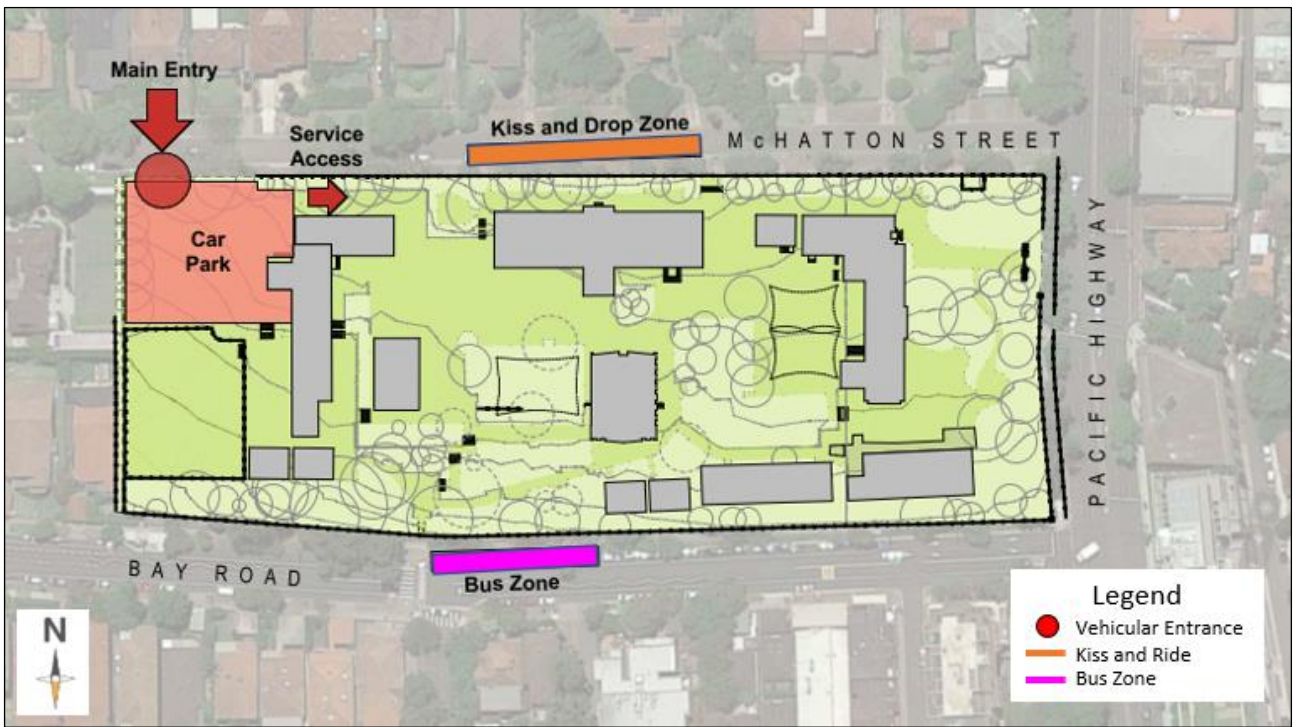 Main Entry
Service
Access
Kiss and Drop Zone
McHATTON STREET
Car
Park
PACIFIC HIGHWAY
BAY ROAD
Bus Zone
N
Legend
Vehicular Entrance
Kiss and Ride
Bus Zone